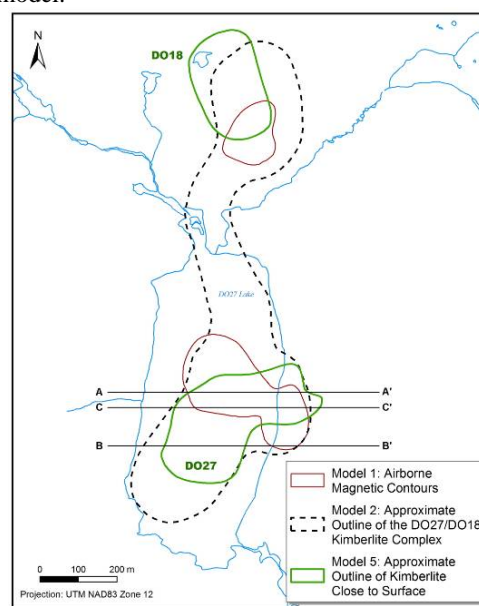 model.
N
DO18
DO27 Lake
A A'
C C'
B B'
DO27
Model 1: Airborne
Magnetic Contours
Model 2: Approximate
Outline of the DO27/DO18
Kimberlite Complex
Model 5: Approximate
Outline of Kimberlite
Close to Surface
0 100 200 m
Projection: UTM NAD83 Zone 12